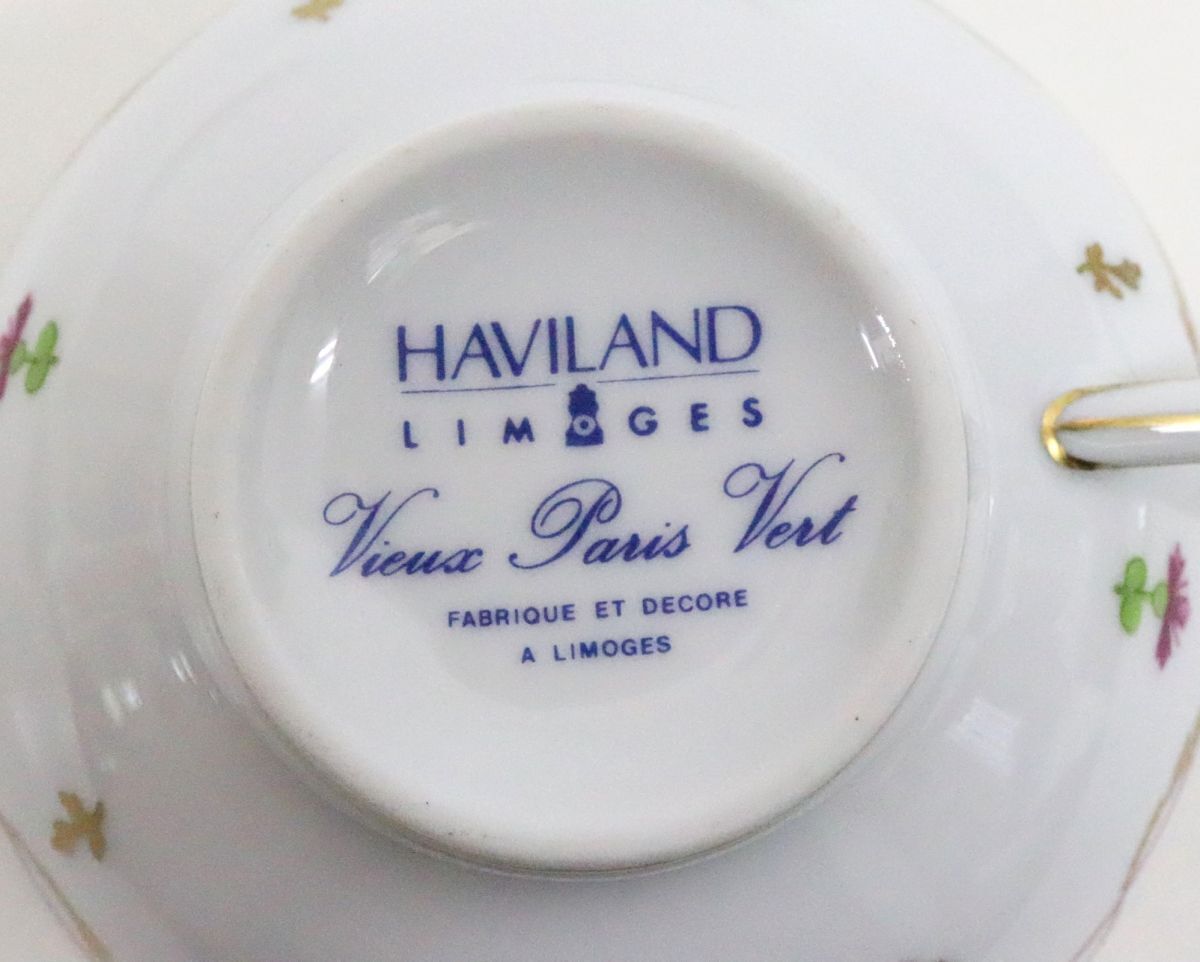 HAVILAND
LIMOGES
Vieux Paris Vert
FABRIQUE ET DECORE
A LIMOGES